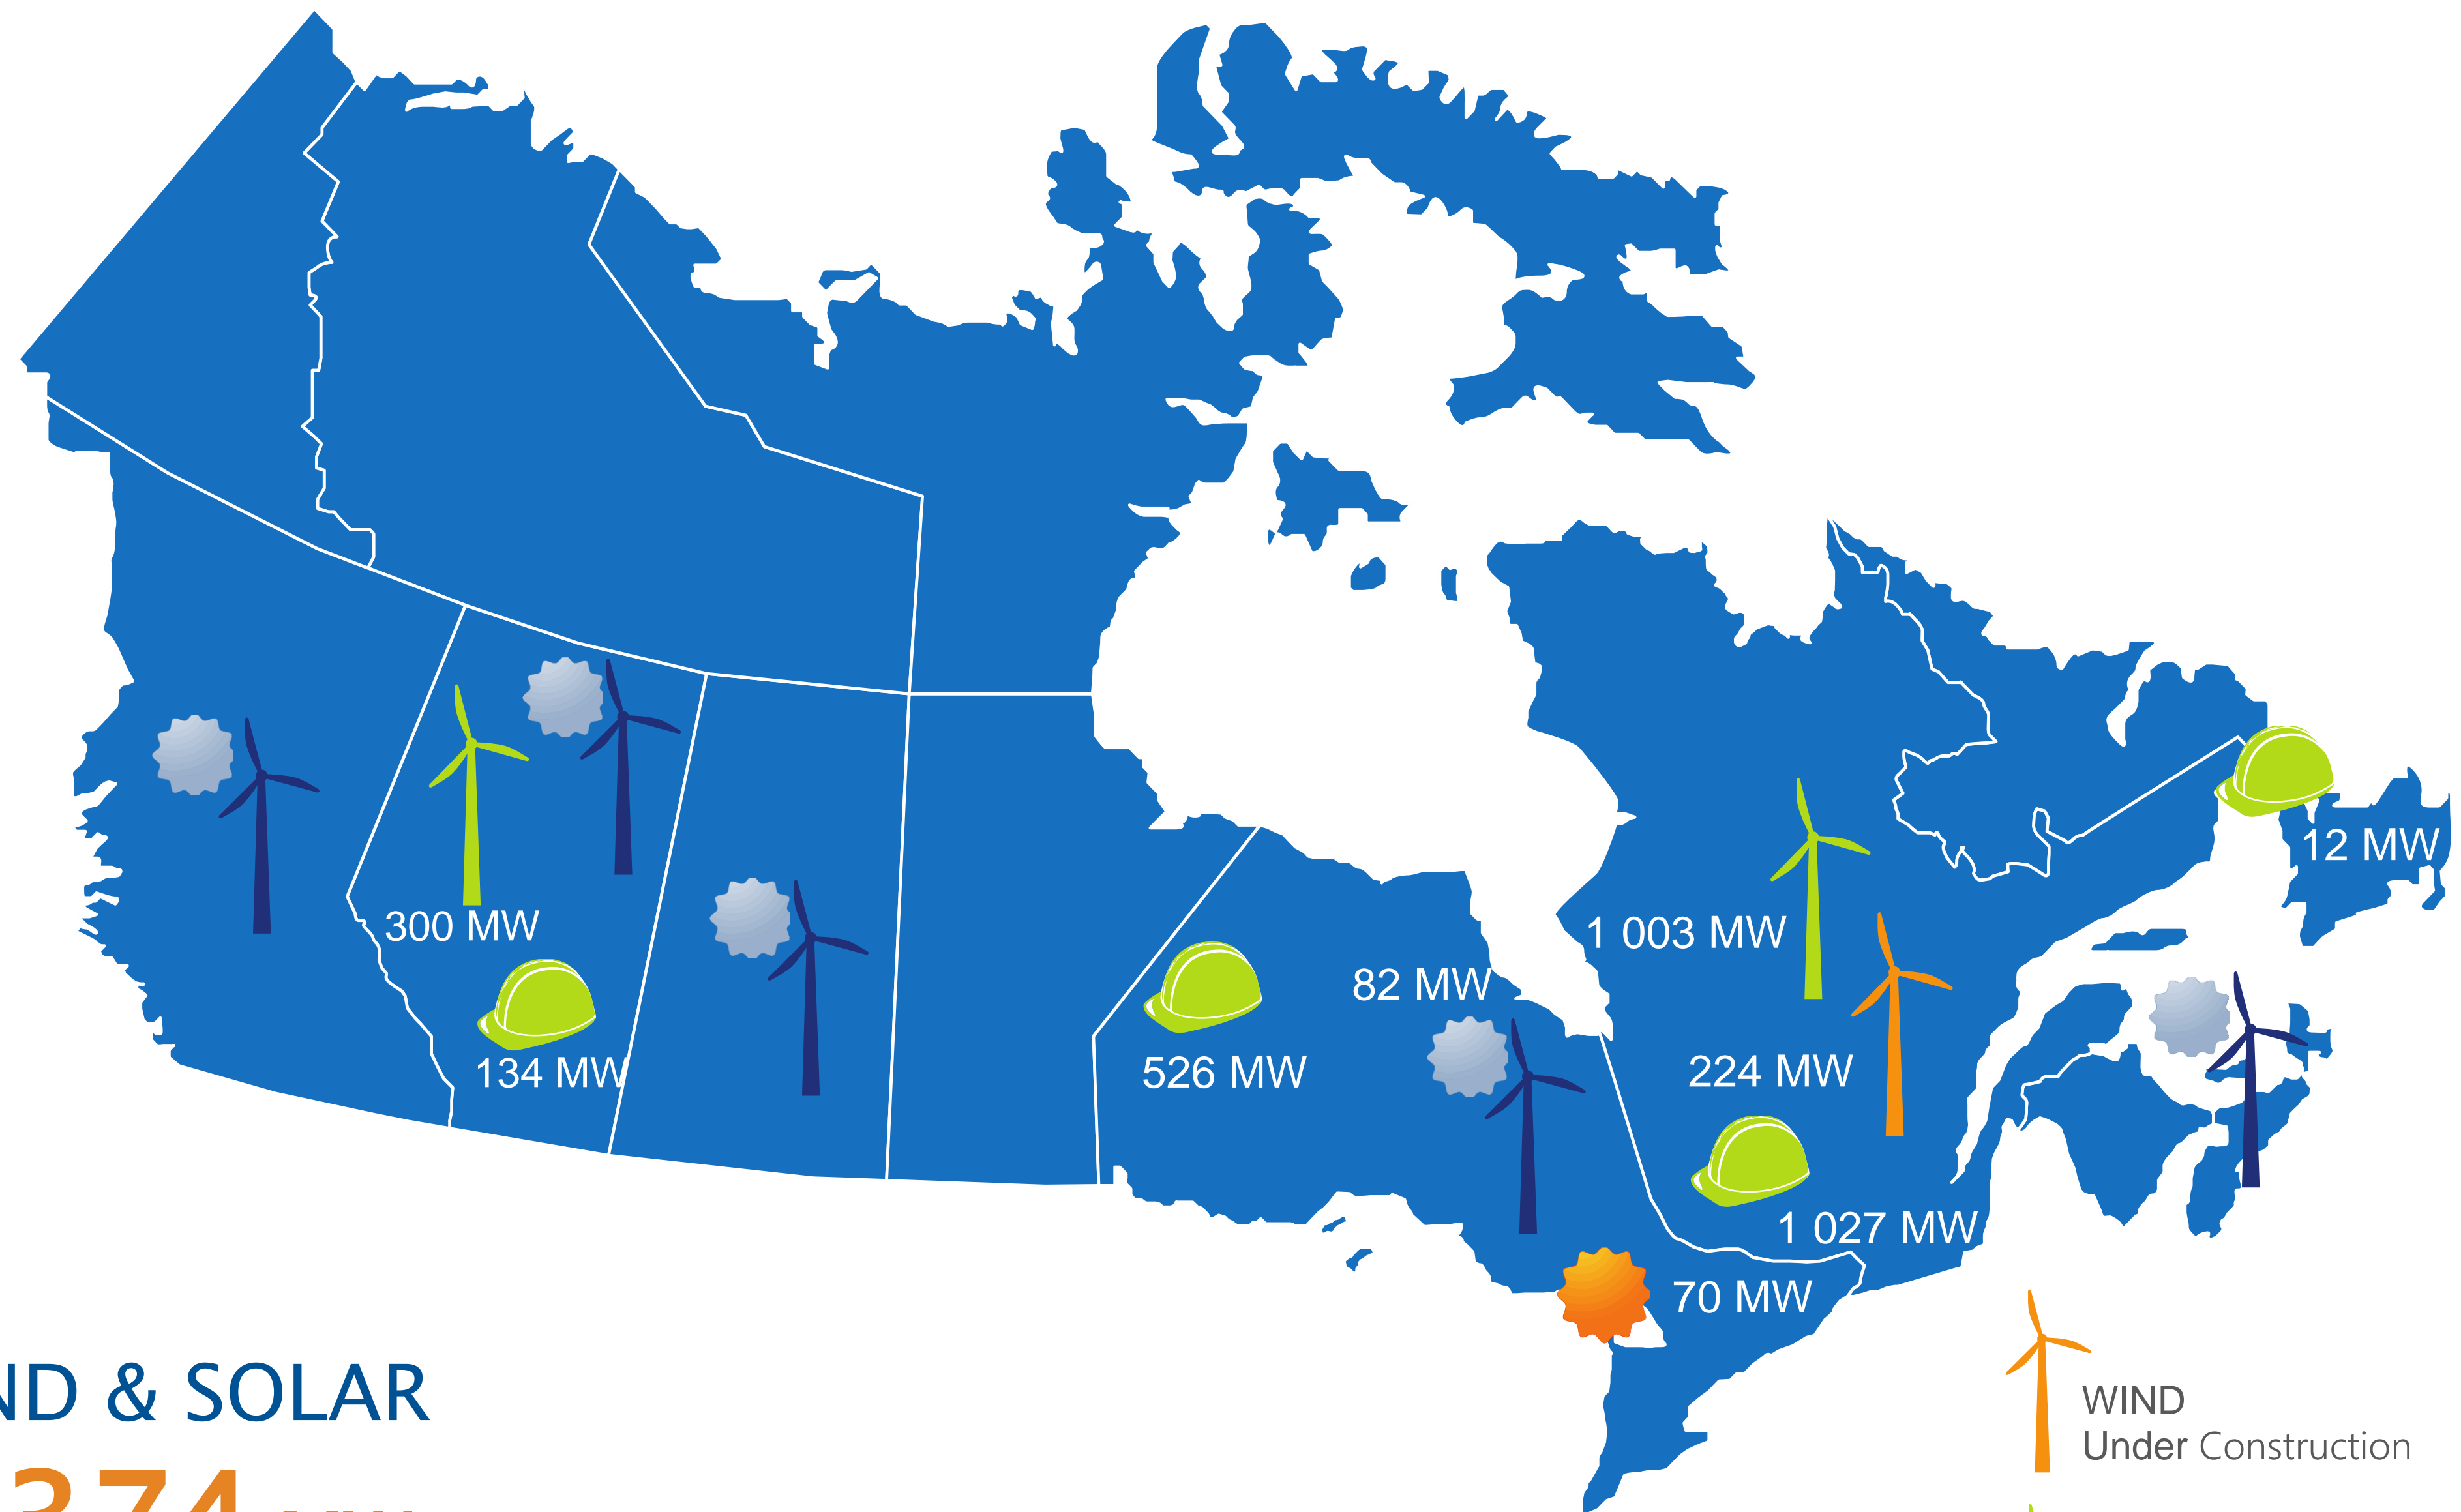 12 MW
300 MW
1 003 MW
82 MW
134 MW
526 MW
224 MW
1 027 MW
70 MW
& SOLAR
374
WIND
Under Construction